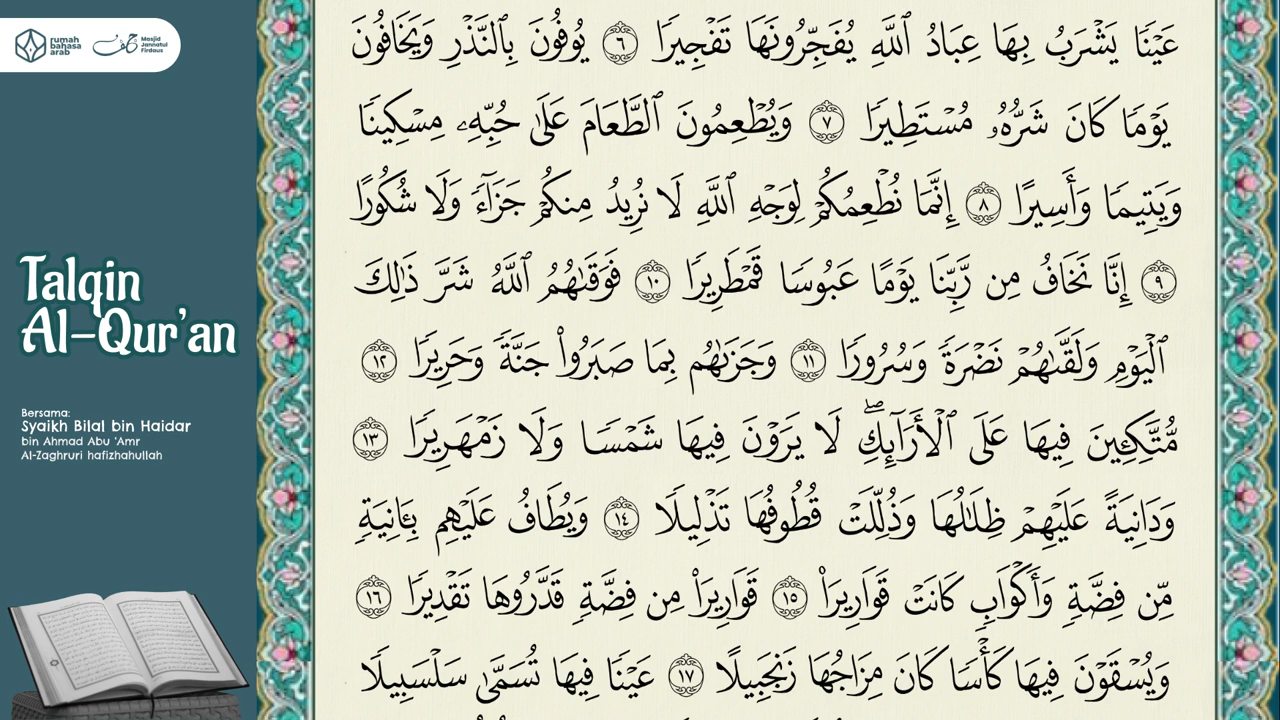 rumah
bahasa
arab
Masjid
Jannatul
Firdaus
Talqin
Al-Qur'an
Bersama:
Syaikh Bilal bin Haidar
bin Ahmad Abu 'Amr
Al-Zaghruri hafizhahullah
عَيْنًا يَشْرَبُ بِهَا عِبَادُ ٱللَّهِ يُفَجِّرُونَهَا تَفْجِيرًا ٦ يُوفُونَ بِٱلنَّذْرِ وَيَخَافُونَ
يَوْمًا كَانَ شَرُّهُۥ مُسْتَطِيرًا ٧ وَيُطْعِمُونَ ٱلطَّعَامَ عَلَىٰ حُبِّهِۦ مِسْكِينًا
وَيَتِيمًا وَأَسِيرًا ٨ إِنَّمَا نُطْعِمُكُمْ لِوَجْهِ ٱللَّهِ لَا نُرِيدُ مِنكُمْ جَزَآءً وَلَا شُكُورًا
٩ إِنَّا نَخَافُ مِن رَّبِّنَا يَوْمًا عَبُوسًا قَمْطَرِيرًا ١٠ فَوَقَىٰهُمُ ٱللَّهُ شَرَّ ذَٰلِكَ
ٱلْيَوْمِ وَلَقَّىٰهُمْ نَضْرَةً وَسُرُورًا ١١ وَجَزَىٰهُم بِمَا صَبَرُوا۟ جَنَّةً وَحَرِيرًا ١٢
مُّتَّكِـِٔينَ فِيهَا عَلَى ٱلْأَرَآئِكِ ۖ لَا يَرَوْنَ فِيهَا شَمْسًا وَلَا زَمْهَرِيرًا ١٣
وَدَانِيَةً عَلَيْهِمْ ظِلَٰلُهَا وَذُلِّلَتْ قُطُوفُهَا تَذْلِيلًا ١٤ وَيُطَافُ عَلَيْهِم بِـَٔانِيَةٍ
مِّن فِضَّةٍ وَأَكْوَابٍ كَانَتْ قَوَارِيرَا۠ ١٥ قَوَارِيرَا۟ مِن فِضَّةٍ قَدَّرُوهَا تَقْدِيرًا ١٦
وَيُسْقَوْنَ فِيهَا كَأْسًا كَانَ مِزَاجُهَا زَنجَبِيلًا ١٧ عَيْنًا فِيهَا تُسَمَّىٰ سَلْسَبِيلًا